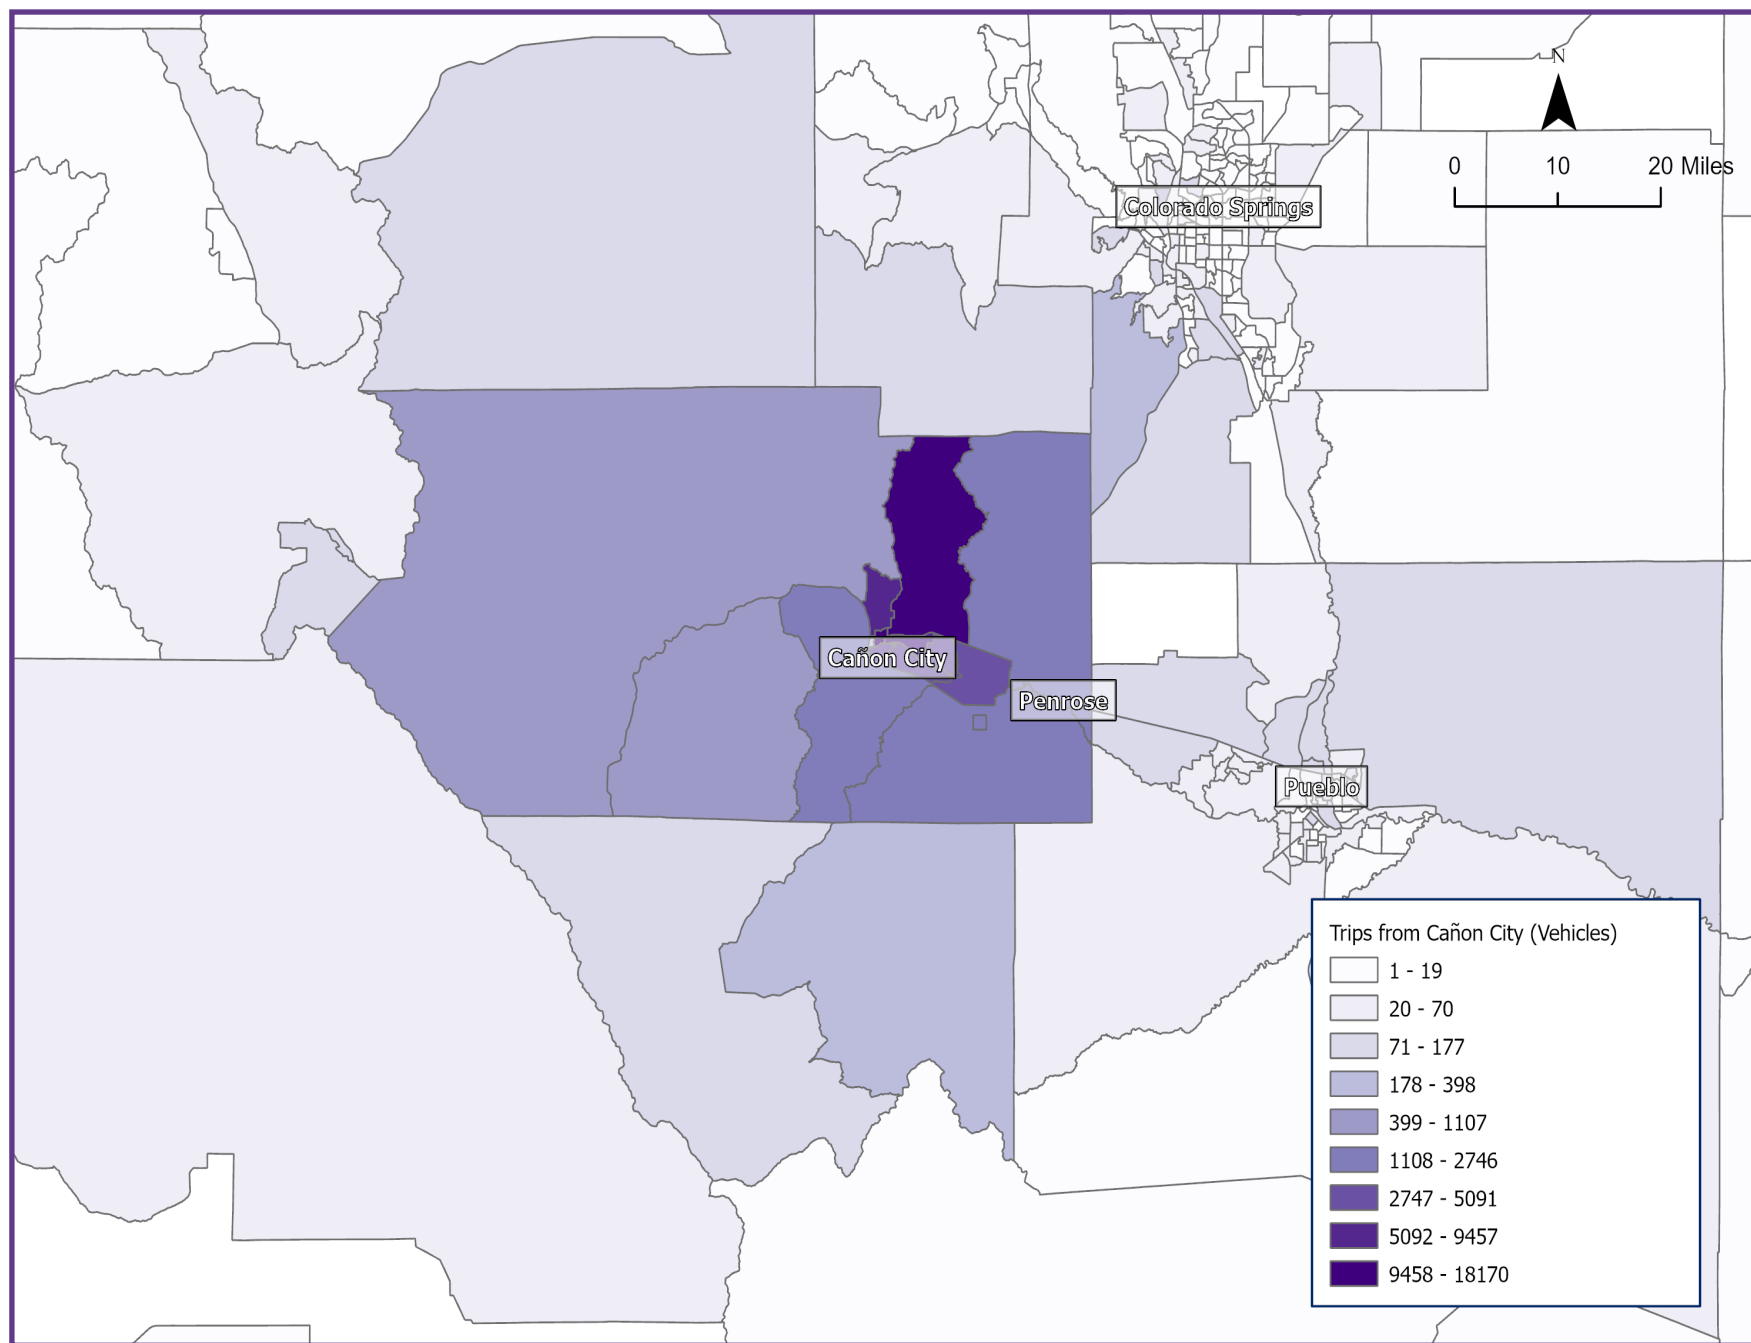 N
0 10 20 Miles
Colorado Springs
Cañon City
Penrose
Pueblo
Trips from Cañon City (Vehicles)
1 - 19
20 - 70
71 - 177
178 - 398
399 - 1107
1108 - 2746
2747 - 5091
5092 - 9457
9458 - 18170